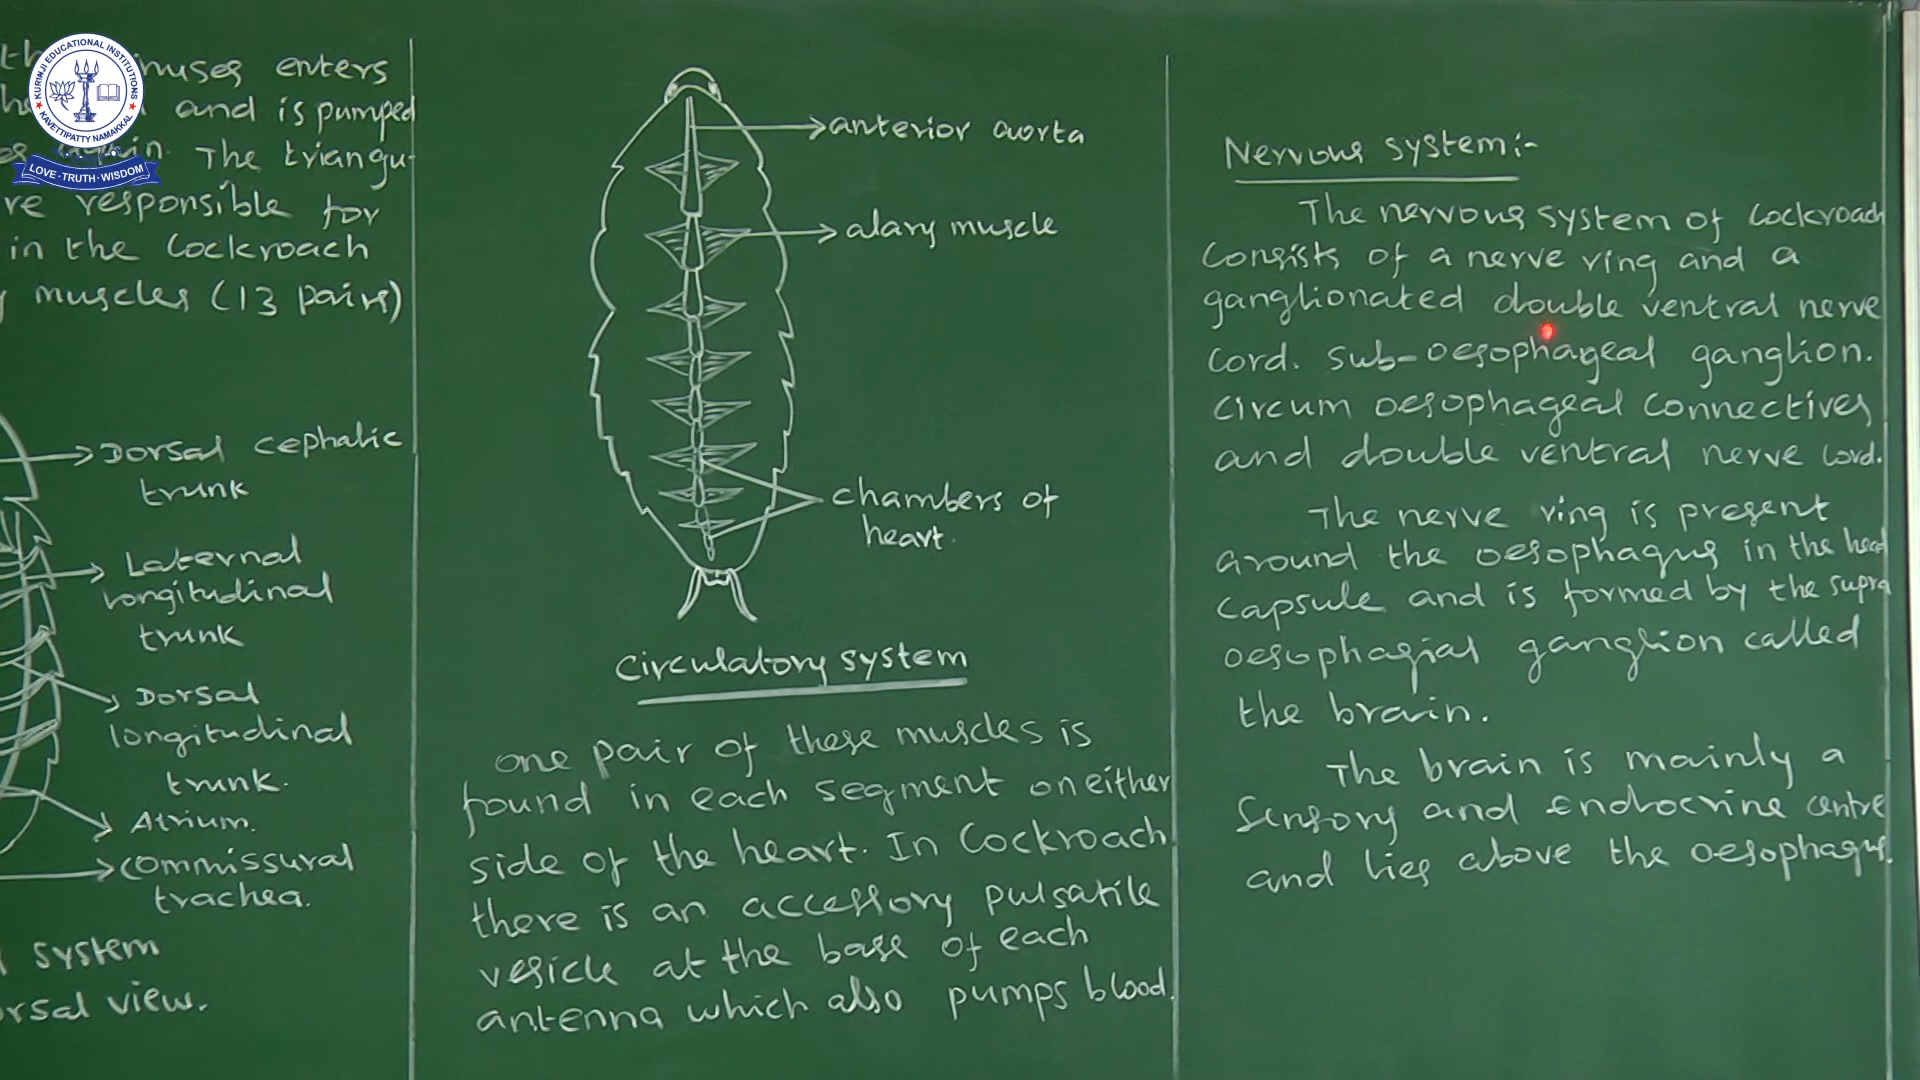 KURINJI EDUCATIONAL INSTITUTIONS
KAVETTIPATTY NAMAKKAL
LOVE · TRUTH · WISDOM
enters
and is pumped
The triangu-
re responsible for
in the Cockroach
muscles (13 pairs)
Dorsal cephalic
trunk
Laternal
longitudinal
trunk
Dorsal
longitudinal
trunk.
Atrium.
commissural
trachea.
system
view.
anterior aorta
alary muscle
chambers of
heart.
Circulatory system
one pair of these muscles is
found in each segment on either
side of the heart. In Cockroach
there is an accessory pulsatile
vesicle at the base of each
antenna which also pumps blood.
Nervous system:-
The nervous system of Cockroach
Consists of a nerve ring and a
ganglionated double ventral nerve
Cord. Sub-oesophageal ganglion.
Circum oesophageal Connectives
and double ventral nerve Cord.
The nerve ring is present
around the oesophagus in the head
Capsule and is formed by the supra
oesophagial ganglion called
the brain.
The brain is mainly a
Sensory and Endocrine Centre
and lies above the oesophagus.